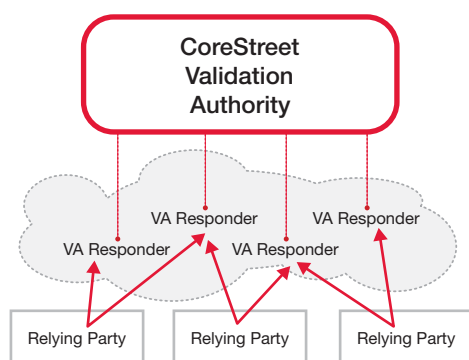 CoreStreet
Validation
Authority
VA Responder
VA Responder
VA Responder
VA Responder
Relying Party
Relying Party
Relying Party